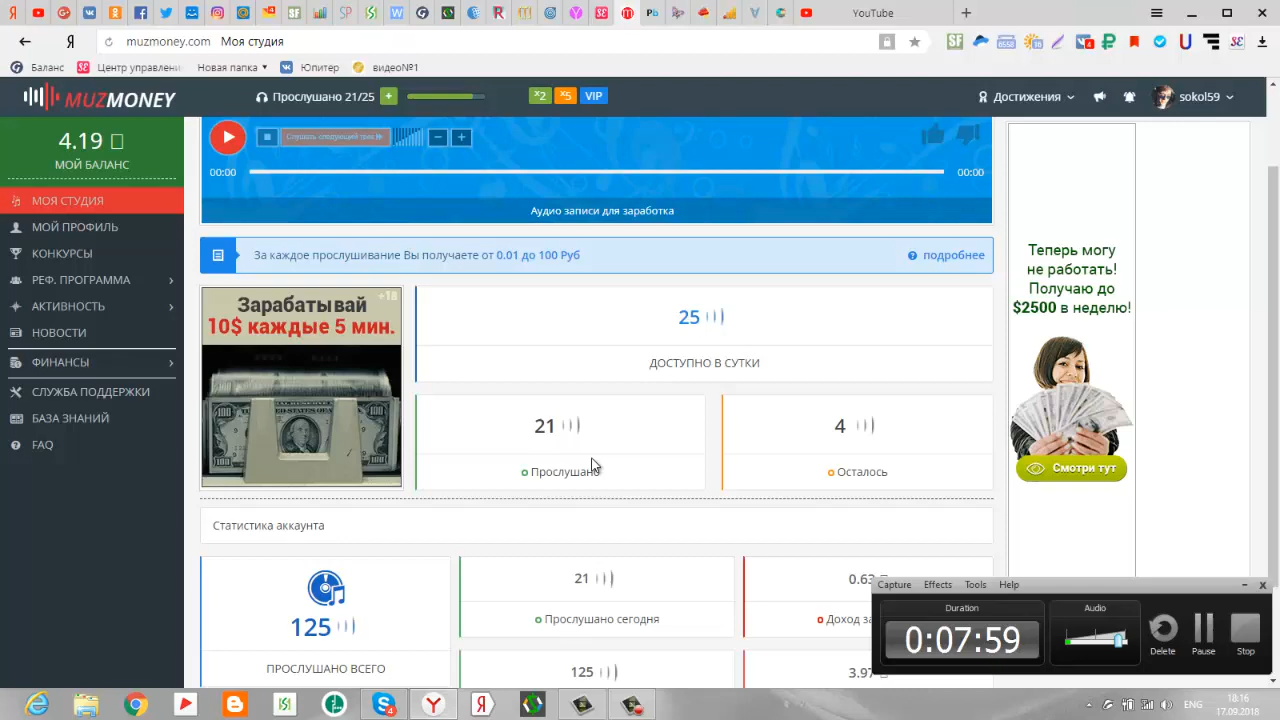 YouTube
muzmoney.com Моя студия
Баланс
Центр управлени
Новая папка
Юпитер
видео№1
MUZMONEY
Прослушано 21/25
x2
x5
VIP
Достижения
sokol59
4.19
МОЙ БАЛАНС
МОЯ СТУДИЯ
МОЙ ПРОФИЛЬ
КОНКУРСЫ
РЕФ. ПРОГРАММА
АКТИВНОСТЬ
НОВОСТИ
ФИНАНСЫ
СЛУЖБА ПОДДЕРЖКИ
БАЗА ЗНАНИЙ
FAQ
Слушать следующий трек №
00:00
00:00
Аудио записи для заработка
За каждое прослушивание Вы получаете от 0.01 до 100 Руб
подробнее
+18
Зарабатывай
10$ каждые 5 мин.
25
ДОСТУПНО В СУТКИ
21
Прослушано
4
Осталось
Статистика аккаунта
125
ПРОСЛУШАНО ВСЕГО
21
Прослушано сегодня
125
0.63
Доход за
3.97
Теперь могу
не работать!
Получаю до
$2500 в неделю!
Смотри тут
Capture Effects Tools Help
Duration
0:07:59
Audio
Delete
Pause
Stop
ENG
18:16
17.09.2018